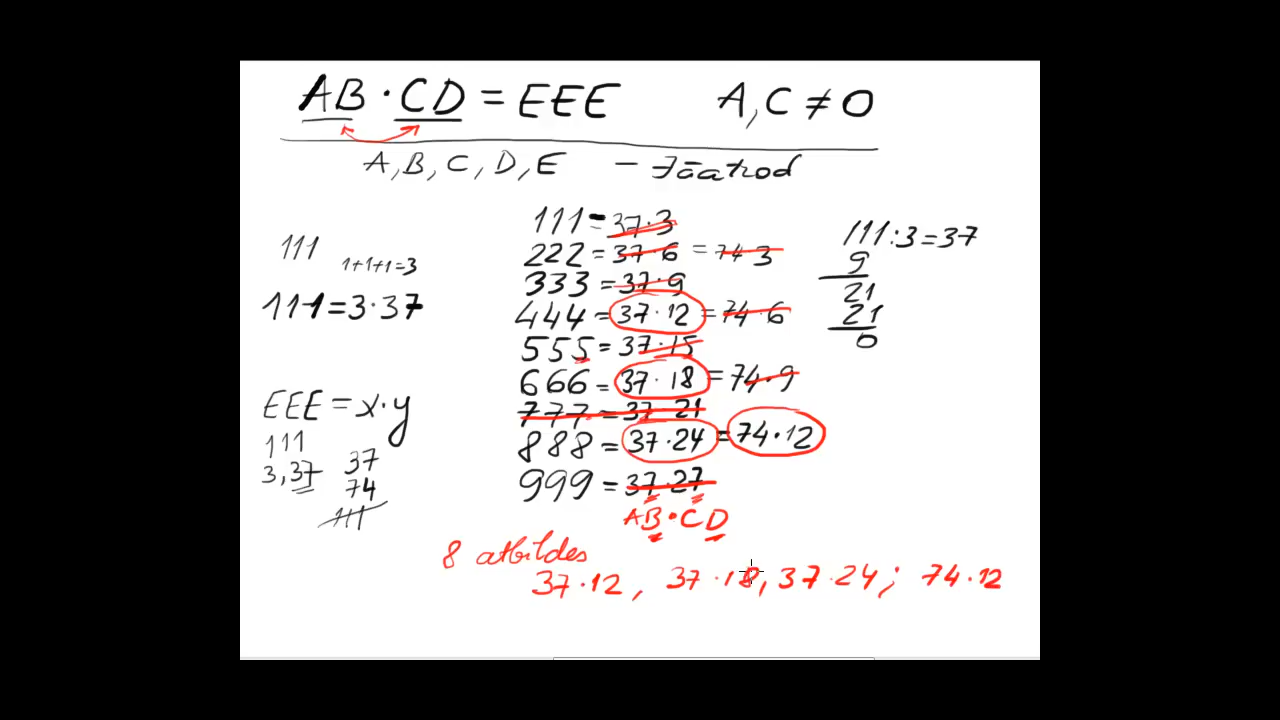 AB · CD = EEE A, C ≠ 0
A, B, C, D, E – jāatrod
111
1+1+1=3
111=3·37
EEE = x·y
111
3, 37
37
74
111
111 = 37·3
222 = 37·6 = 74·3
333 = 37·9
444 = 37·12 = 74·6
555 = 37·15
666 = 37·18 = 74·9
777 = 37·21
888 = 37·24 = 74·12
999 = 37·27
AB·CD
111:3=37
9
21
21
0
8 atbildes
37·12, 37·18, 37·24; 74·12